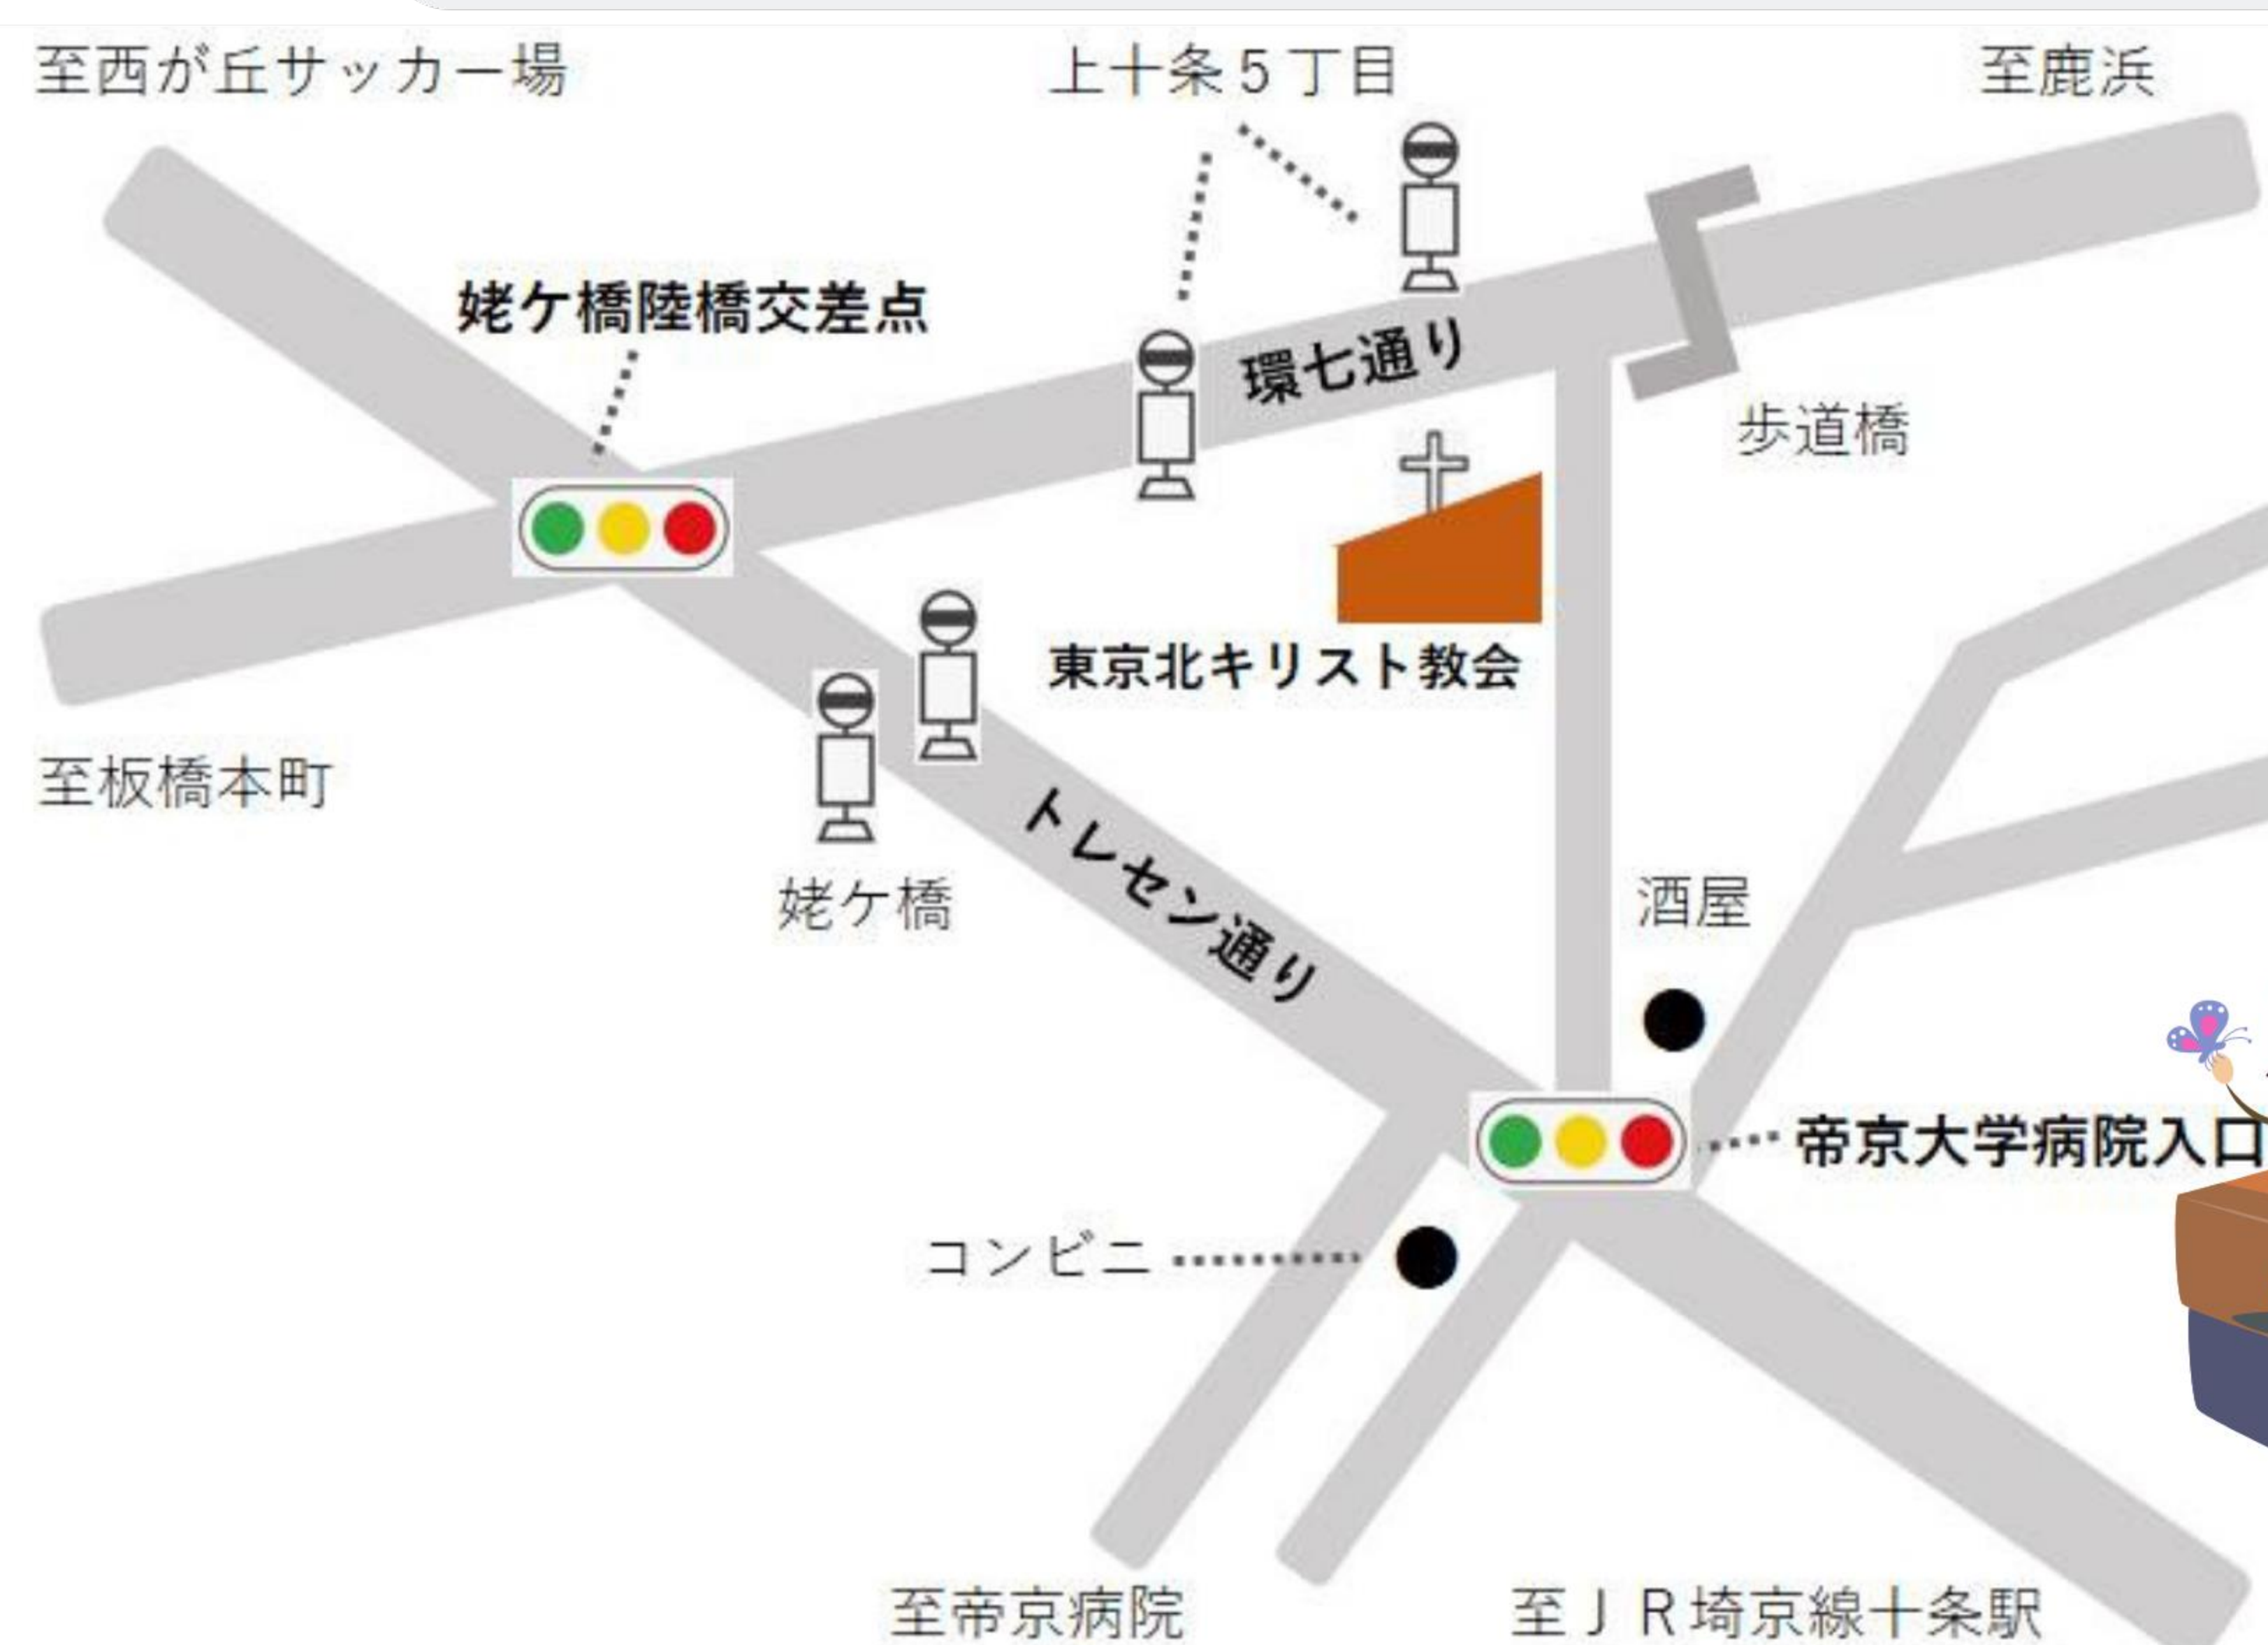 至西が丘サッカー場
上十条５丁目
至鹿浜
姥ケ橋陸橋交差点
環七通り
歩道橋
東京北キリスト教会
至板橋本町
姥ケ橋
トレセン通り
酒屋
帝京大学病院入口
コンビニ
至帝京病院
至ＪＲ埼京線十条駅